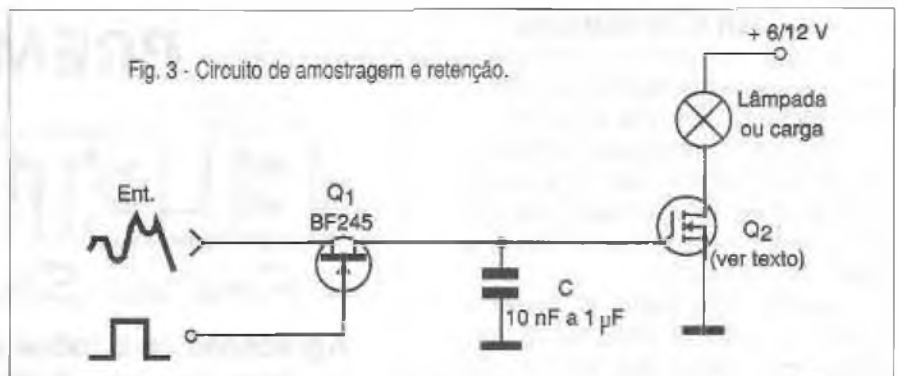 Fig. 3 - Circuito de amostragem e retenção.
+ 6/12 V
Lâmpada
ou carga
Ent.
Q1
BF245
Q2
(ver texto)
C
10 nF a 1 µF